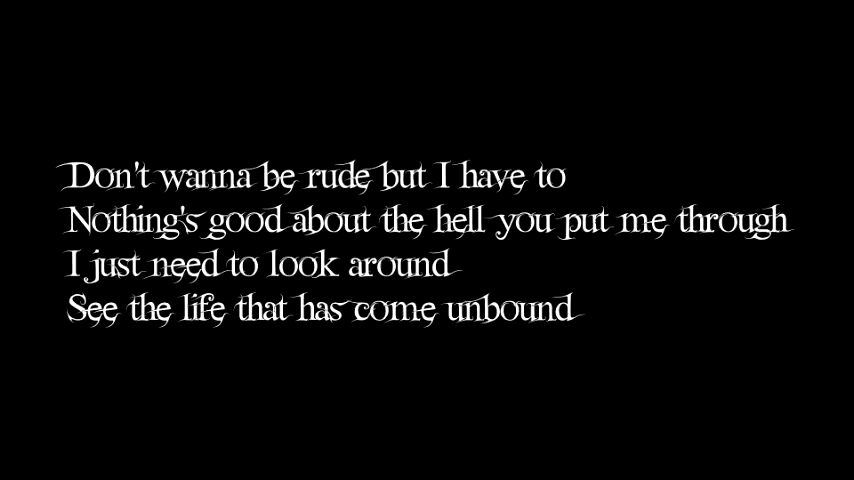 Don't wanna be rude but I have to
Nothing's good about the hell you put me through
I just need to look around
See the life that has come unbound